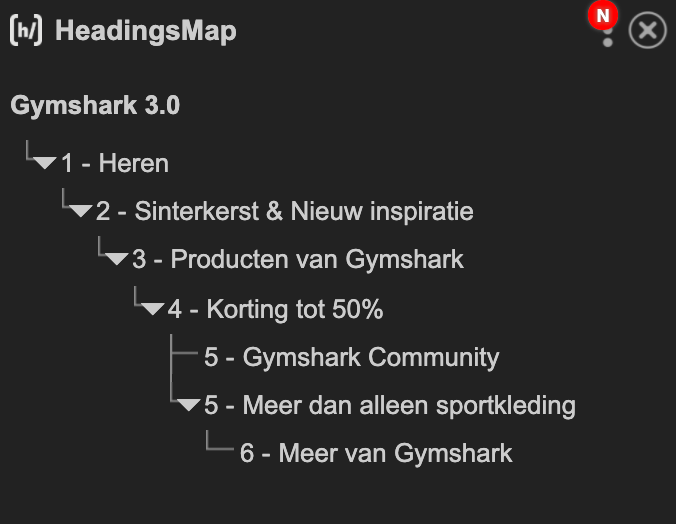 [h/] HeadingsMap
N
Gymshark 3.0
1 - Heren
2 - Sinterkerst & Nieuw inspiratie
3 - Producten van Gymshark
4 - Korting tot 50%
5 - Gymshark Community
5 - Meer dan alleen sportkleding
6 - Meer van Gymshark